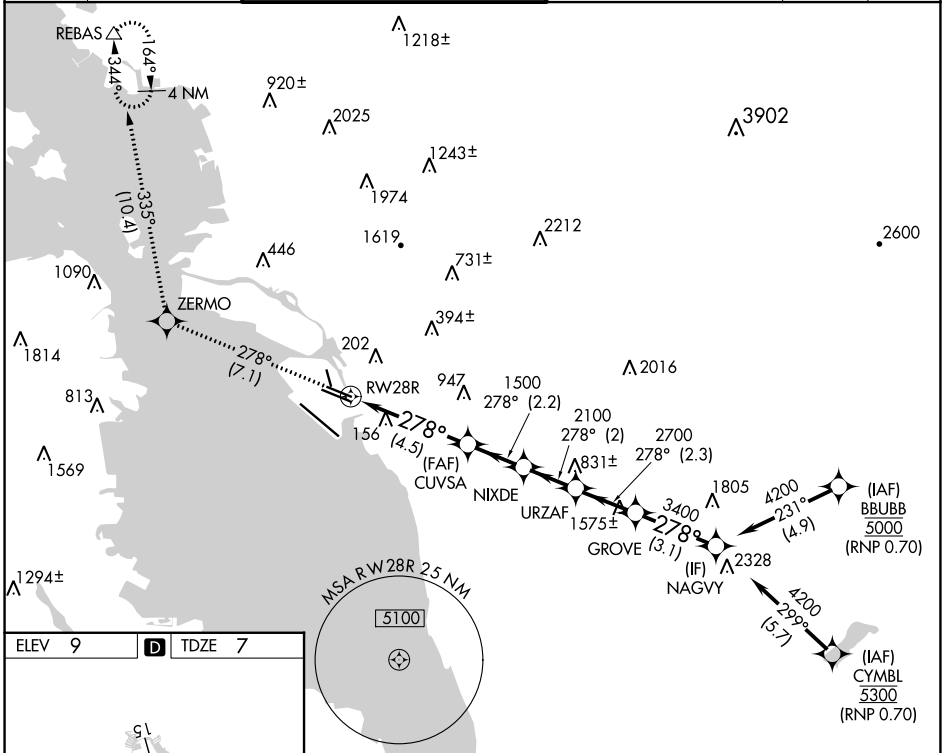 REBAS
164°
344°
4 NM
1218±
920±
2025
3902
1243±
1974
335°
(10.4)
1619
2212
2600
446
731±
1090
ZERMO
394±
1814
278°
(7.1)
202
RW28R
2016
947
1500
278° (2.2)
813
2100
278° (2)
2700
278° (2.3)
156
278°
(4.5)
(FAF)
CUVSA
1569
NIXDE
831±
URZAF
1575±
1805
3400
278°
(3.1)
GROVE
4200
231°
(4.9)
(IAF)
BBUBB
5000
(RNP 0.70)
(IF)
NAGVY
2328
1294±
MSA RW28R 25 NM
5100
4200
299°
(5.7)
(IAF)
CYMBL
5300
(RNP 0.70)
ELEV 9
D
TDZE 7
15